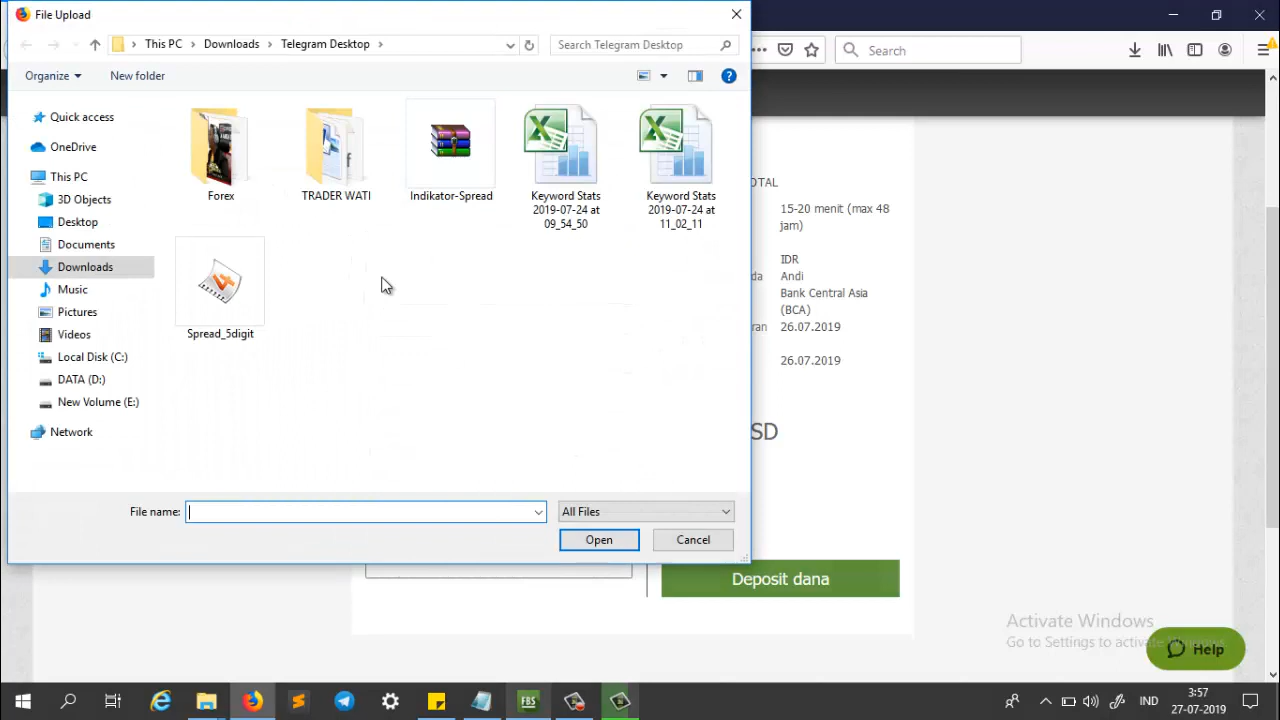 File Upload
This PC > Downloads > Telegram Desktop >
Search Telegram Desktop
Search
Organize
New folder
Quick access
OneDrive
This PC
3D Objects
Desktop
Documents
Downloads
Music
Pictures
Videos
Local Disk (C:)
DATA (D:)
New Volume (E:)
Network
Forex
TRADER WATI
Indikator-Spread
Keyword Stats
2019-07-24 at
09_54_50
Keyword Stats
2019-07-24 at
11_02_11
Spread_5digit
File name:
All Files
Open
Cancel
OTAL
15-20 menit (max 48
jam)
IDR
da Andi
Bank Central Asia
(BCA)
ran 26.07.2019
26.07.2019
SD
Deposit dana
Activate Windows
Go to Settings to activate Windows.
Help
FBS
IND
3:57
27-07-2019